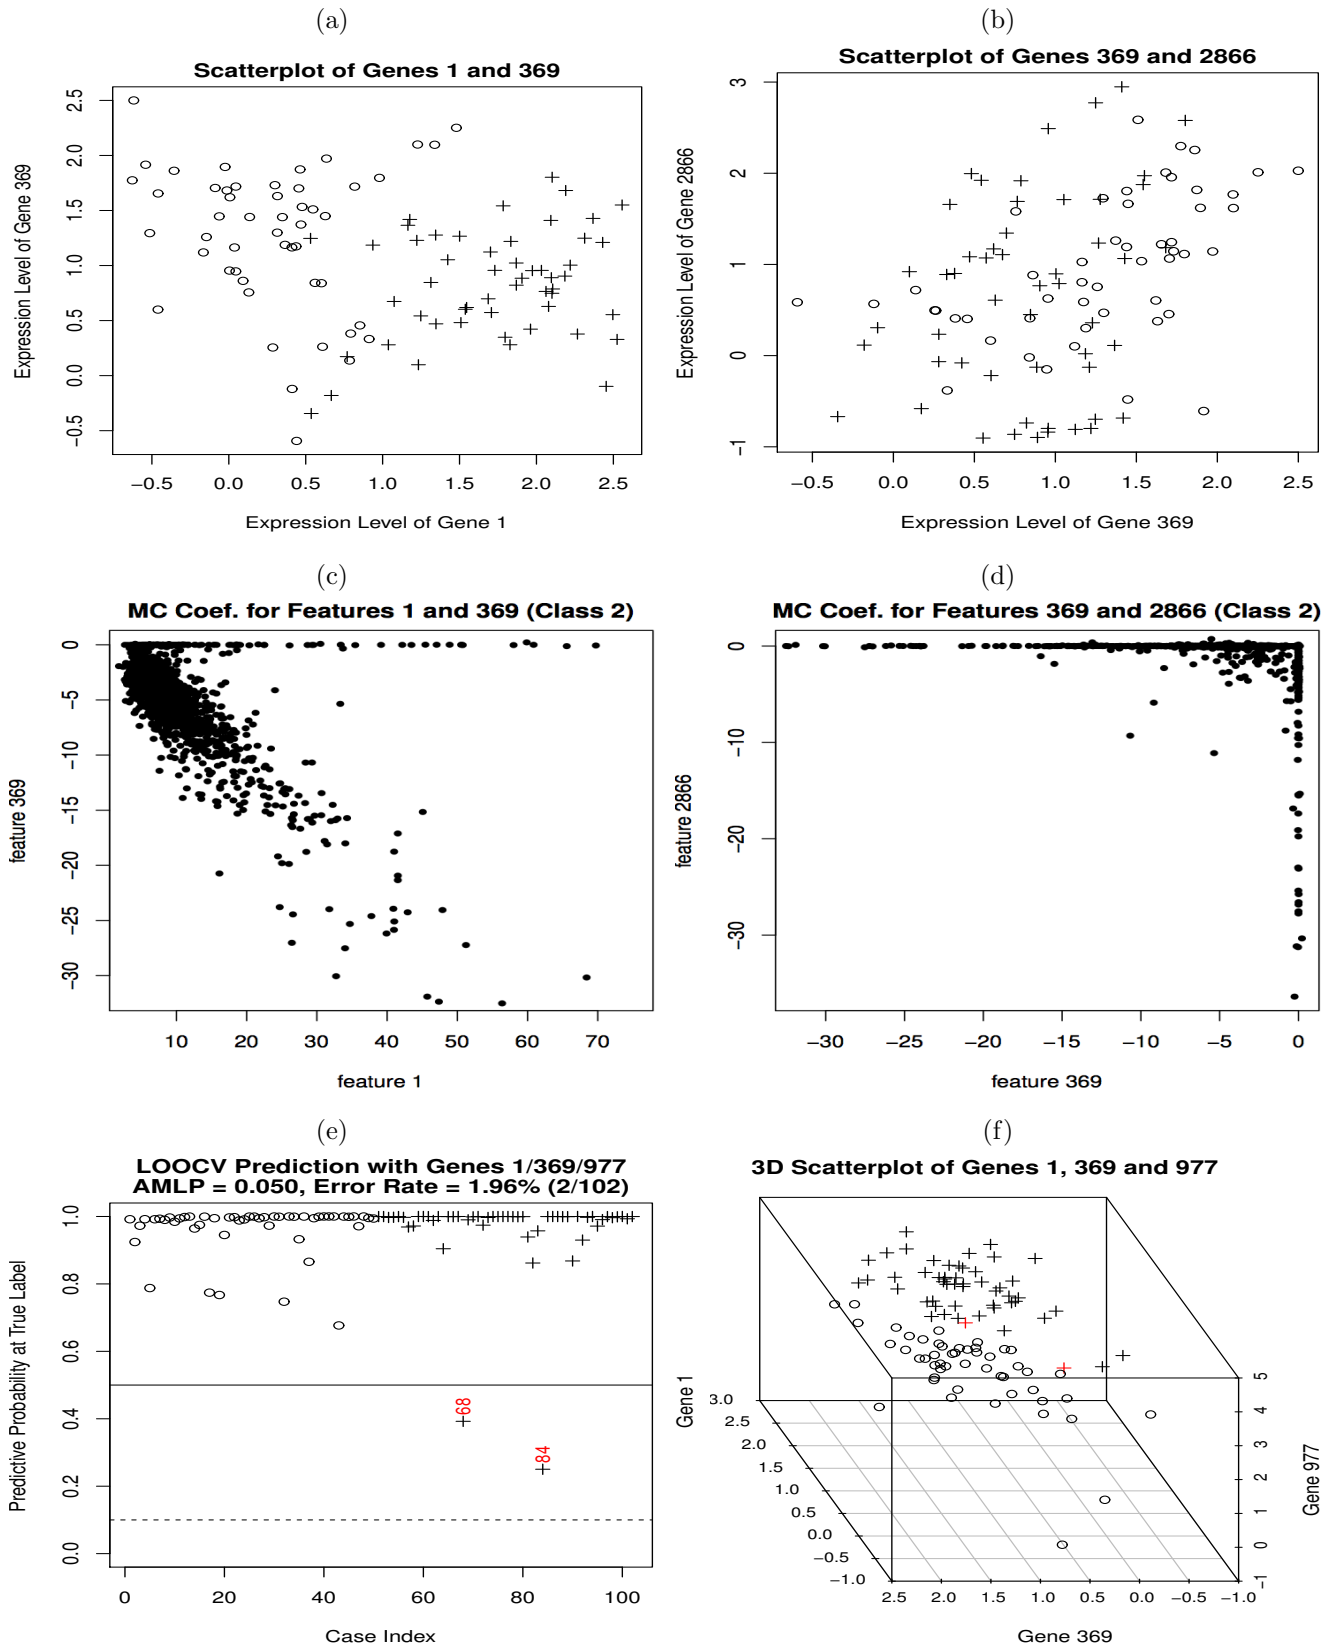 (a)
Scatterplot of Genes 1 and 369
Expression Level of Gene 369
2.5
2.0
1.5
1.0
0.5
0.0
−0.5
−0.5 0.0 0.5 1.0 1.5 2.0 2.5
Expression Level of Gene 1
(b)
Scatterplot of Genes 369 and 2866
Expression Level of Gene 2866
3
2
1
0
−1
−0.5 0.0 0.5 1.0 1.5 2.0 2.5
Expression Level of Gene 369
(c)
MC Coef. for Features 1 and 369 (Class 2)
feature 369
0
−5
−10
−15
−20
−25
−30
10 20 30 40 50 60 70
feature 1
(d)
MC Coef. for Features 369 and 2866 (Class 2)
feature 2866
0
−10
−20
−30
−30 −25 −20 −15 −10 −5 0
feature 369
(e)
LOOCV Prediction with Genes 1/369/977
AMLP = 0.050, Error Rate = 1.96% (2/102)
Predictive Probability at True Label
1.0
0.8
0.6
0.4
0.2
0.0
68
84
0 20 40 60 80 100
Case Index
(f)
3D Scatterplot of Genes 1, 369 and 977
Gene 1
3.0
2.5
2.0
1.5
1.0
0.5
0.0
−0.5
−1.0
5
4
3
2
1
0
−1
Gene 977
2.5 2.0 1.5 1.0 0.5 0.0 −0.5 −1.0
Gene 369